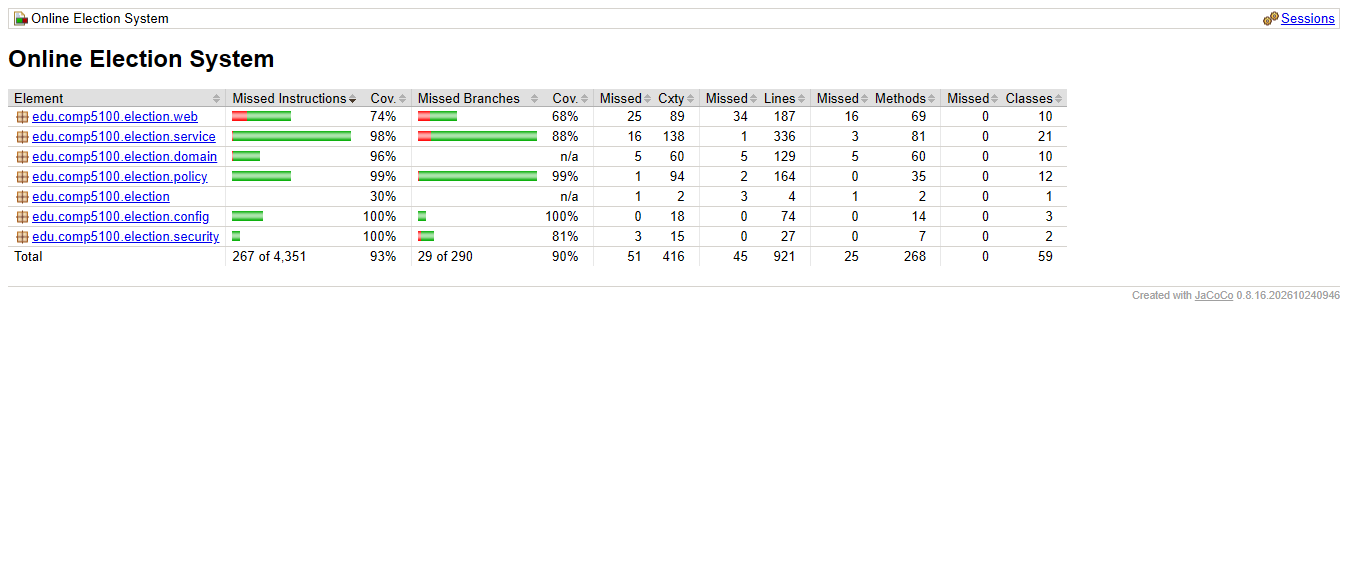 Online Election System Sessions
Online Election System
Element Missed Instructions Cov. Missed Branches Cov. Missed Cxty Missed Lines Missed Methods Missed Classes
edu.comp5100.election.web 74% 68% 25 89 34 187 16 69 0 10
edu.comp5100.election.service 98% 88% 16 138 1 336 3 81 0 21
edu.comp5100.election.domain 96% n/a 5 60 5 129 5 60 0 10
edu.comp5100.election.policy 99% 99% 1 94 2 164 0 35 0 12
edu.comp5100.election 30% n/a 1 2 3 4 1 2 0 1
edu.comp5100.election.config 100% 100% 0 18 0 74 0 14 0 3
edu.comp5100.election.security 100% 81% 3 15 0 27 0 7 0 2
Total 267 of 4,351 93% 29 of 290 90% 51 416 45 921 25 268 0 59
Created with JaCoCo 0.8.16.202610240946